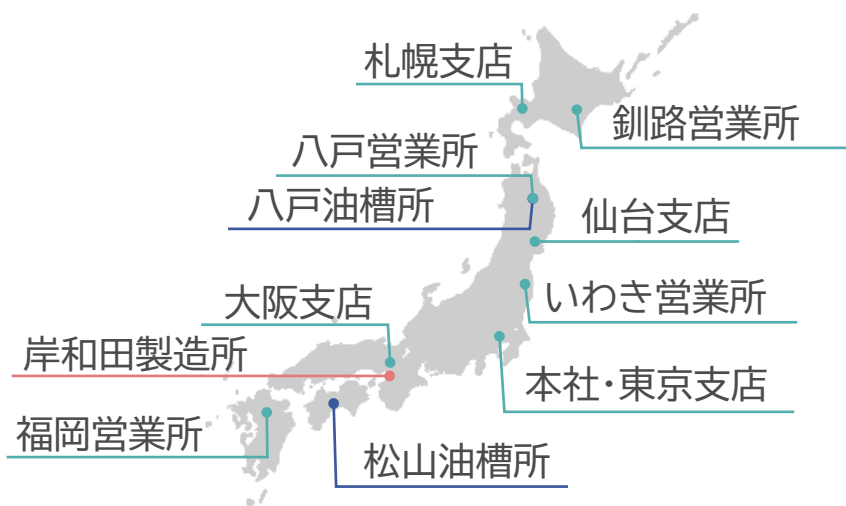 札幌支店
釧路営業所
八戸営業所
八戸油槽所
仙台支店
いわき営業所
大阪支店
岸和田製造所
本社・東京支店
福岡営業所
松山油槽所